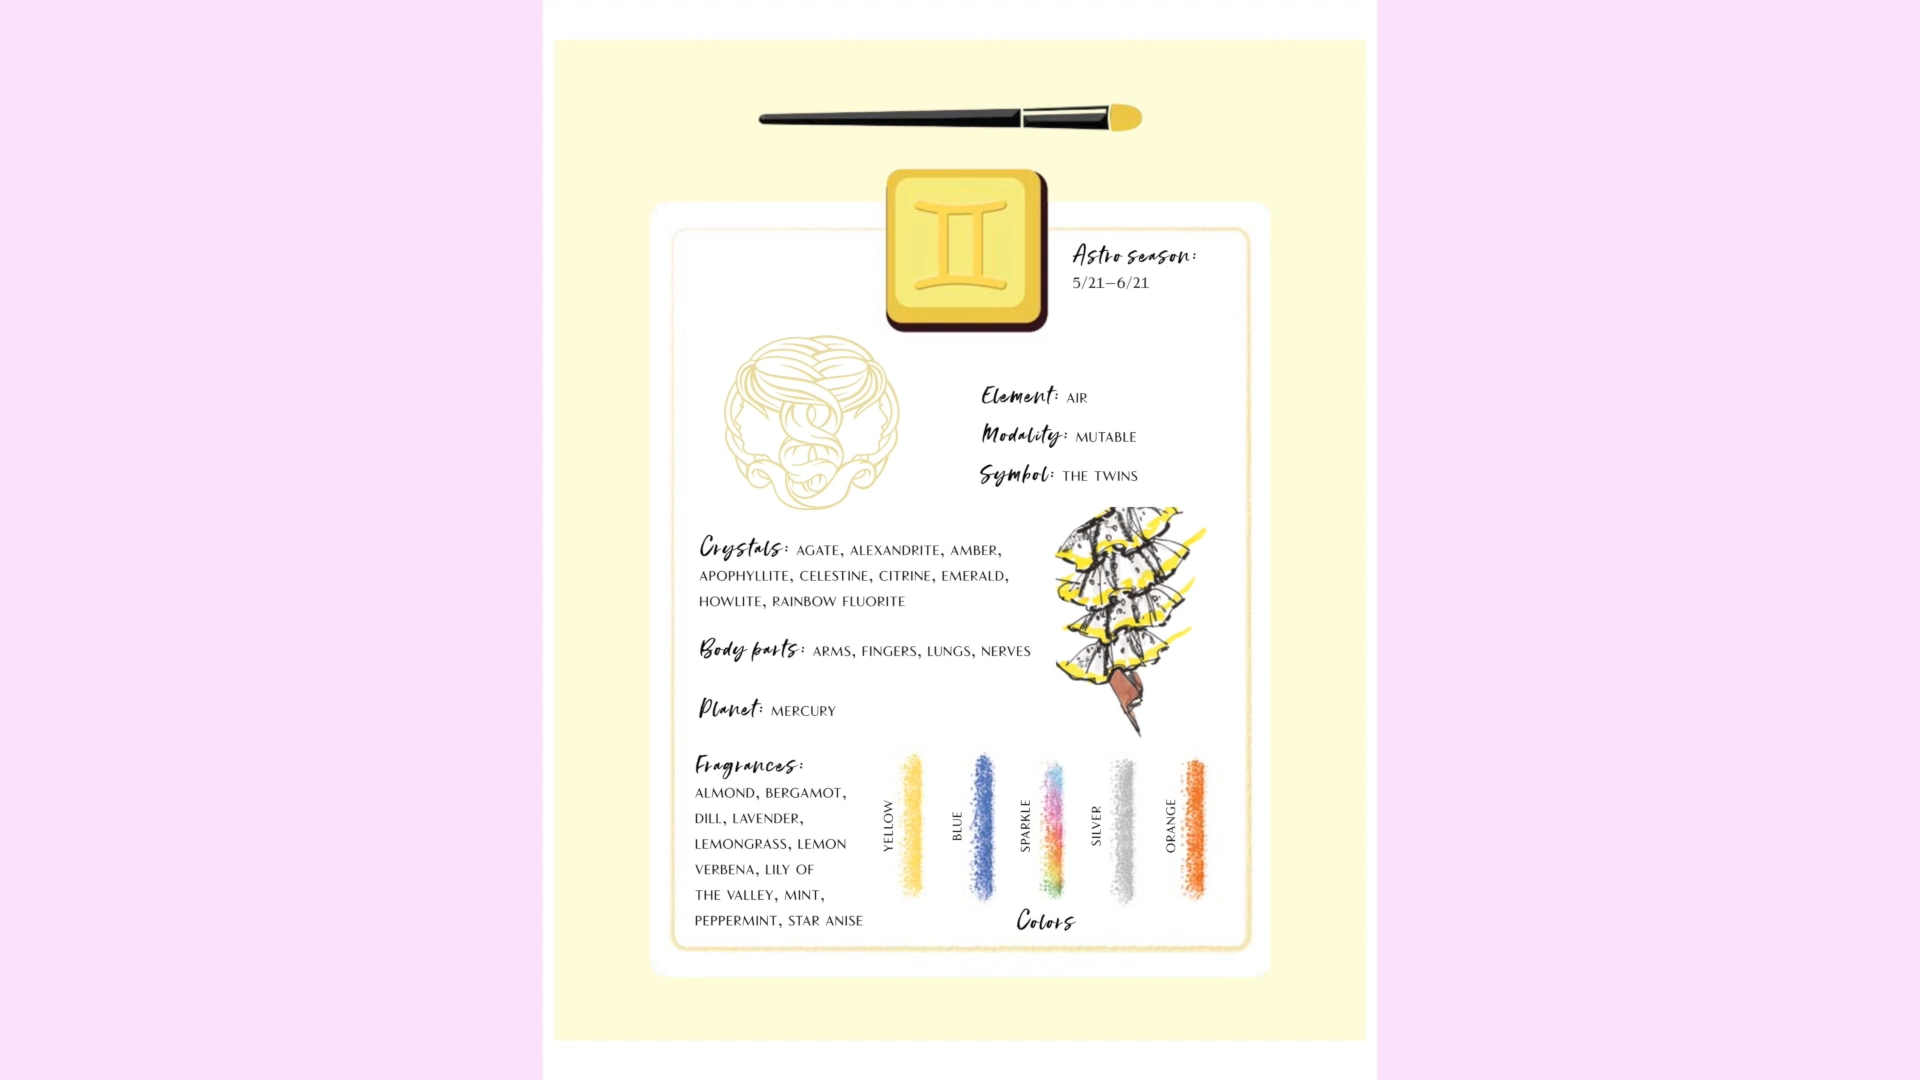 Astro season:
5/21–6/21
Element: AIR
Modality: MUTABLE
Symbol: THE TWINS
Crystals: AGATE, ALEXANDRITE, AMBER,
APOPHYLLITE, CELESTINE, CITRINE, EMERALD,
HOWLITE, RAINBOW FLUORITE
Body parts: ARMS, FINGERS, LUNGS, NERVES
Planet: MERCURY
Fragrances:
ALMOND, BERGAMOT,
DILL, LAVENDER,
LEMONGRASS, LEMON
VERBENA, LILY OF
THE VALLEY, MINT,
PEPPERMINT, STAR ANISE
YELLOW
BLUE
SPARKLE
SILVER
ORANGE
Colors